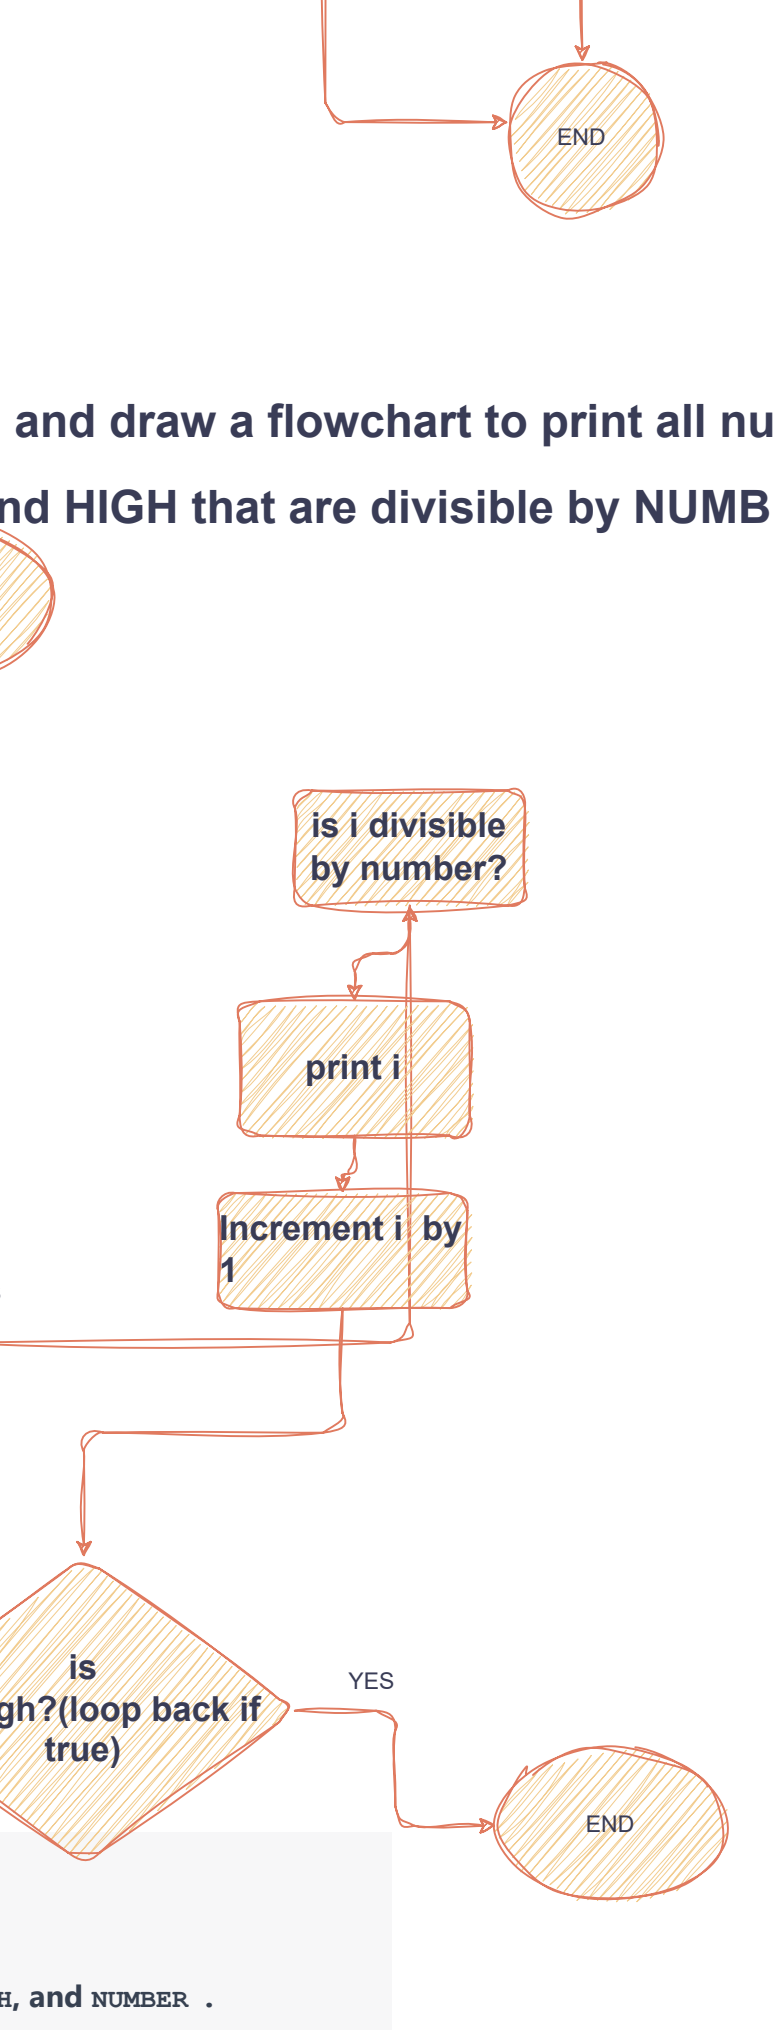 END
and draw a flowchart to print all nu
nd HIGH that are divisible by NUMB
is i divisible
by number?
print i
Increment i  by
1
is
gh?(loop back if
true)
YES
END
H, and NUMBER .